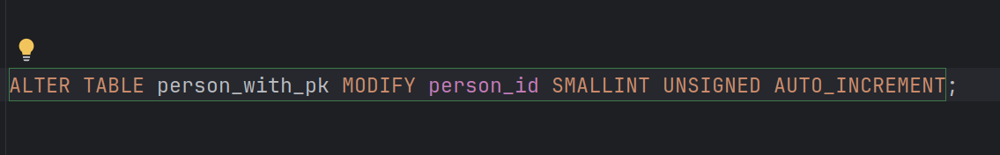 ALTER TABLE person_with_pk MODIFY person_id SMALLINT UNSIGNED AUTO_INCREMENT;